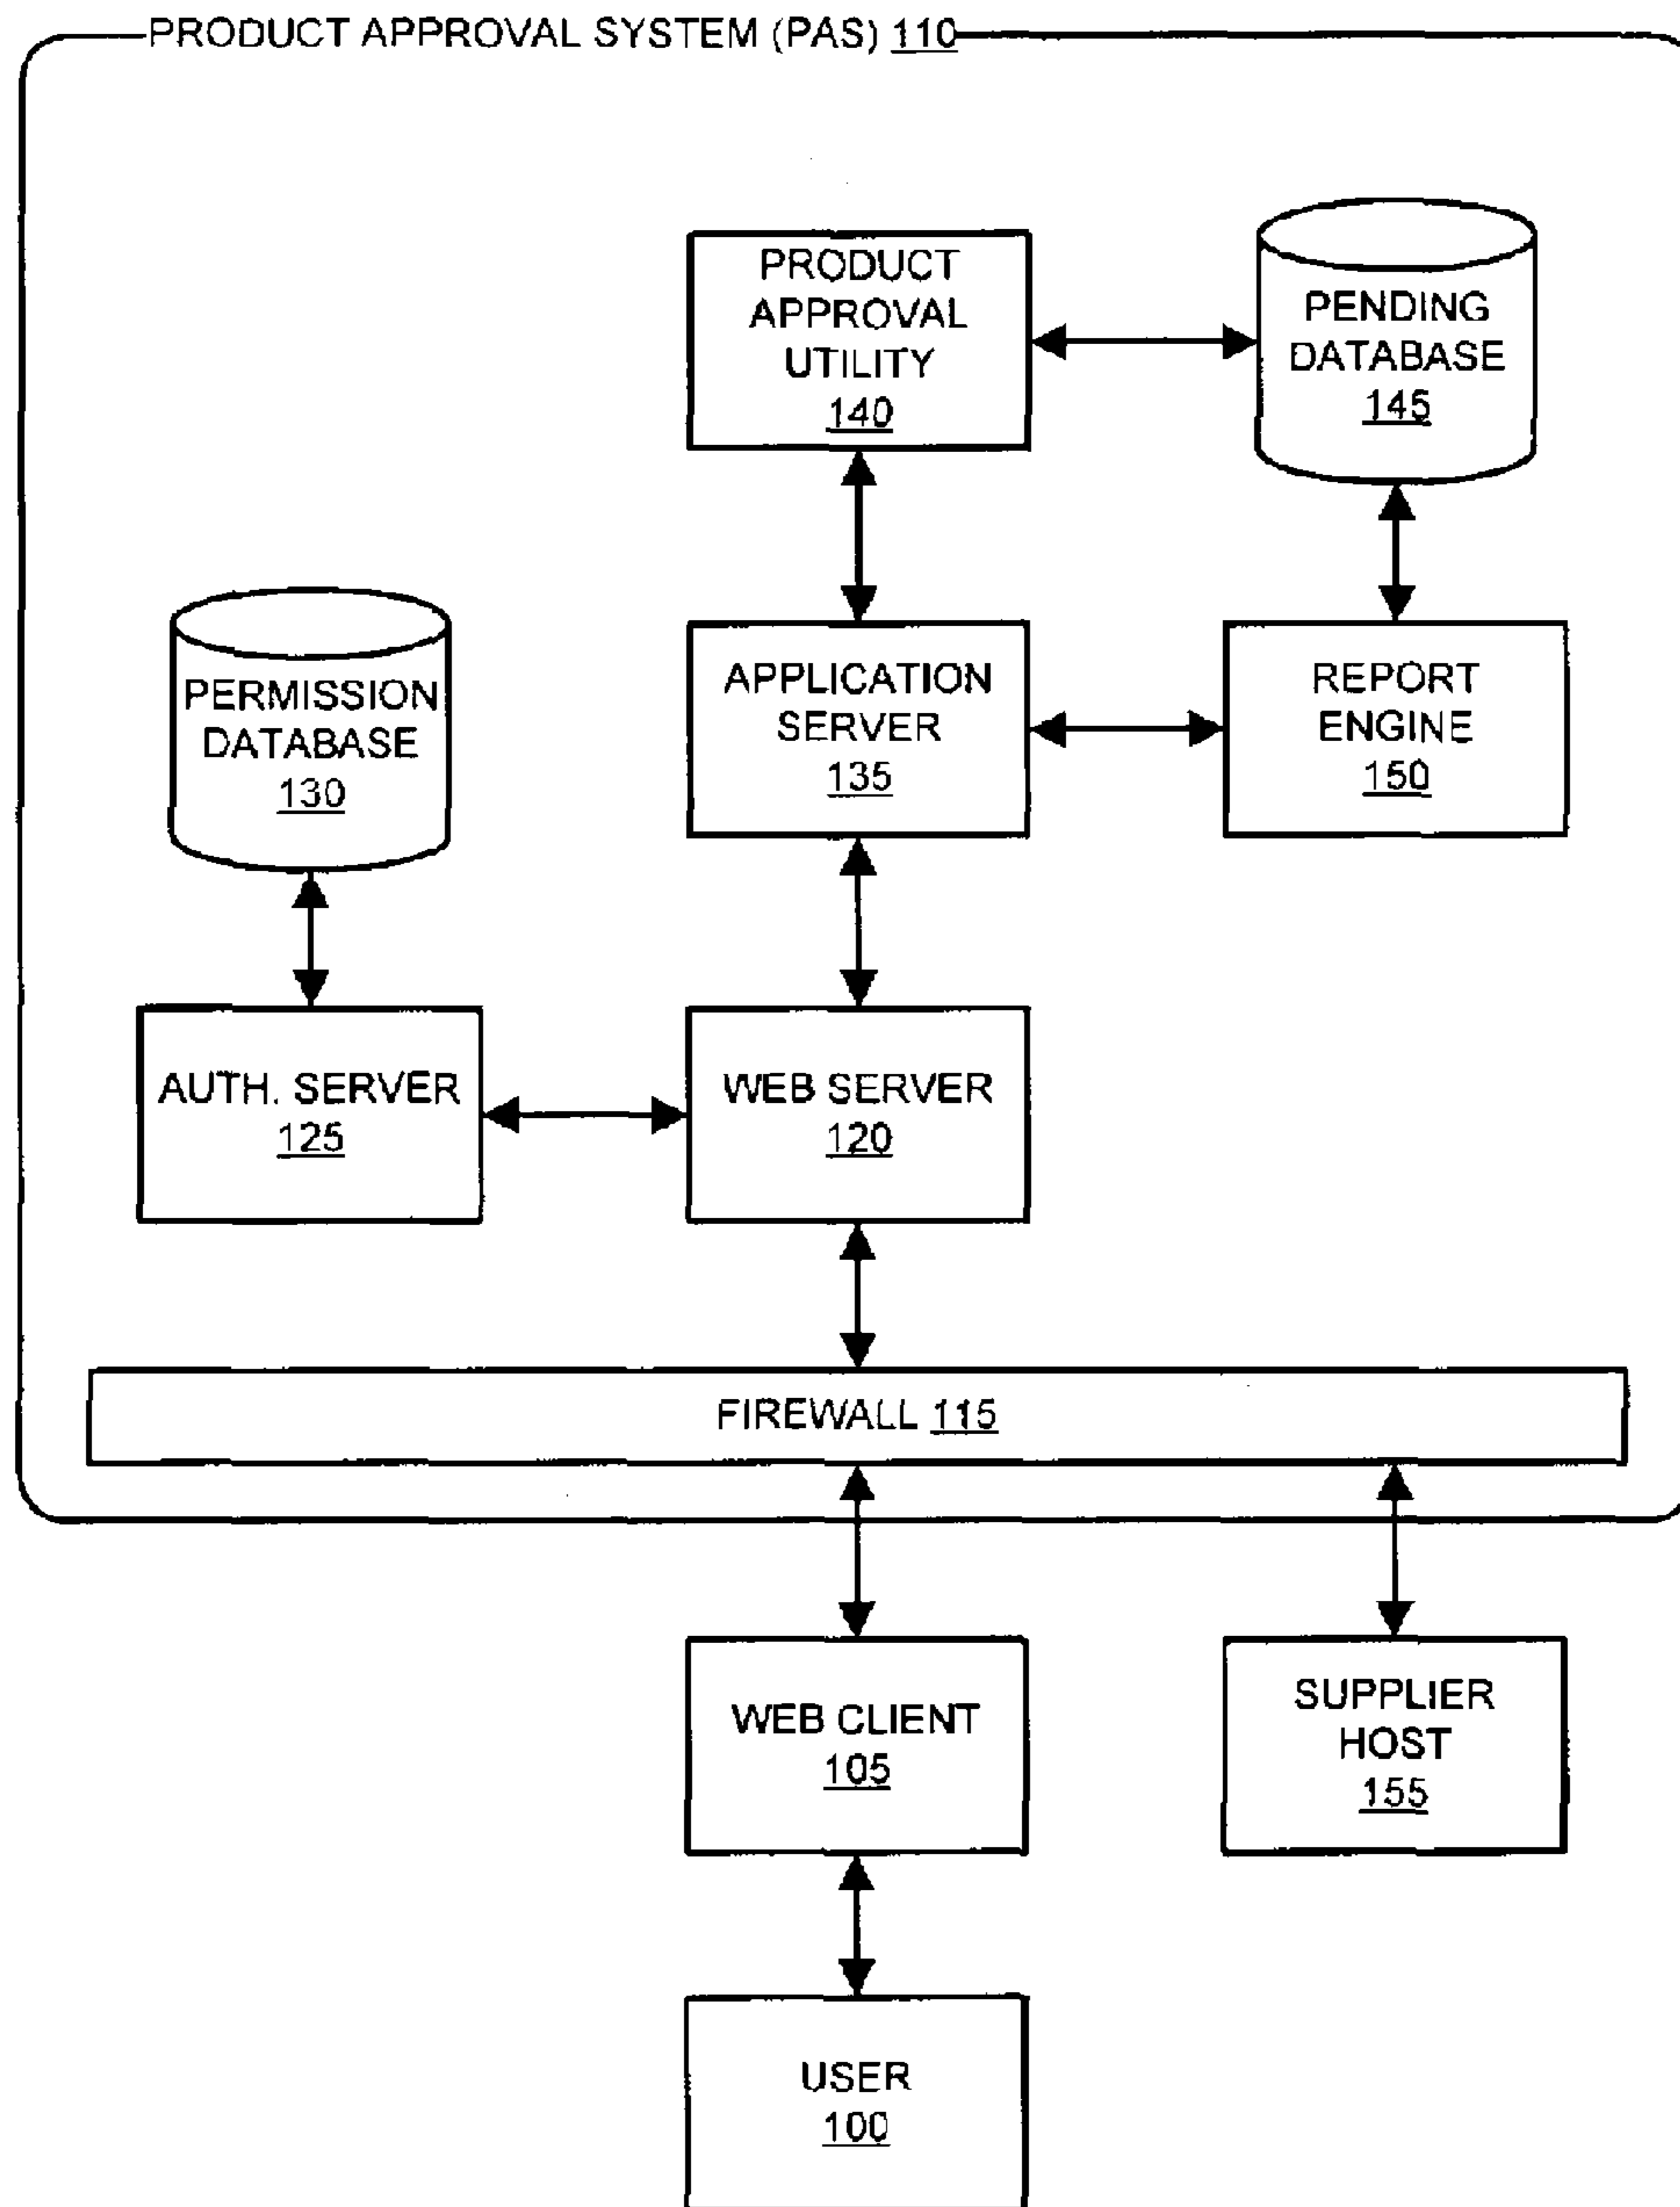 PRODUCT APPROVAL SYSTEM (PAS) 110
PRODUCT
APPROVAL
UTILITY
140
PENDING
DATABASE
145
PERMISSION
DATABASE
130
APPLICATION
SERVER
135
REPORT
ENGINE
150
AUTH. SERVER
125
WEB SERVER
120
FIREWALL 115
WEB CLIENT
105
SUPPLIER
HOST
155
USER
100